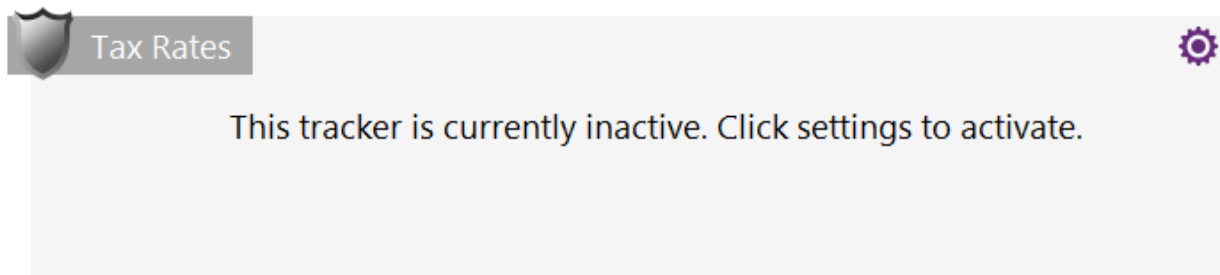 Tax Rates
This tracker is currently inactive. Click settings to activate.